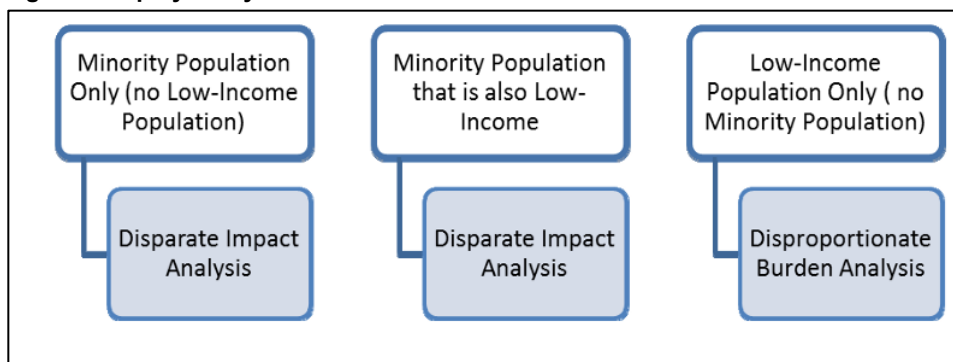 Minority Population
Only (no Low-Income
Population)
Disparate Impact
Analysis
Minority Population
that is also Low-
Income
Disparate Impact
Analysis
Low-Income
Population Only ( no
Minority Population)
Disproportionate
Burden Analysis